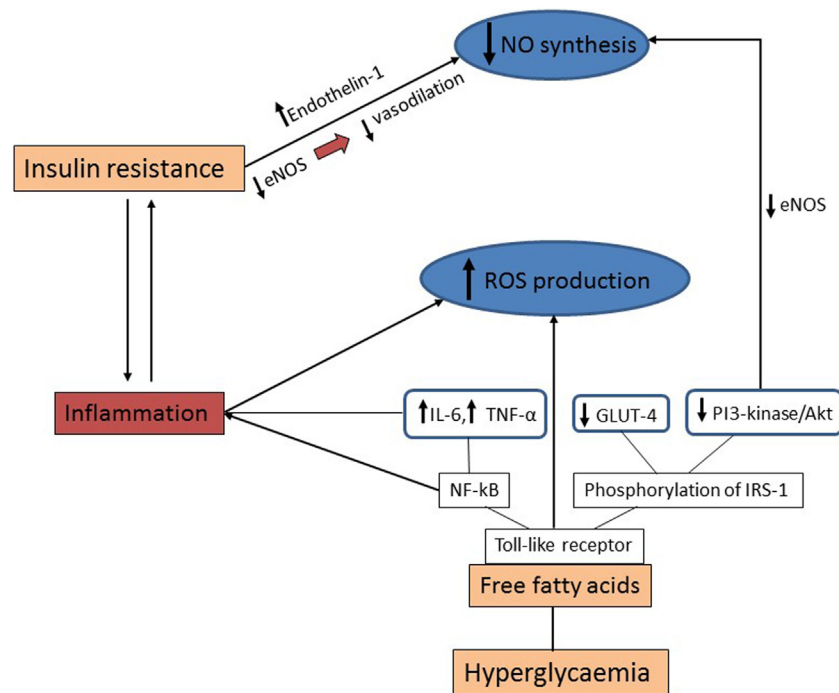 NO synthesis
Endothelin-1
vasodilation
eNOS
Insulin resistance
eNOS
ROS production
Inflammation
IL-6, TNF-α
GLUT-4
PI3-kinase/Akt
NF-kB
Phosphorylation of IRS-1
Toll-like receptor
Free fatty acids
Hyperglycaemia